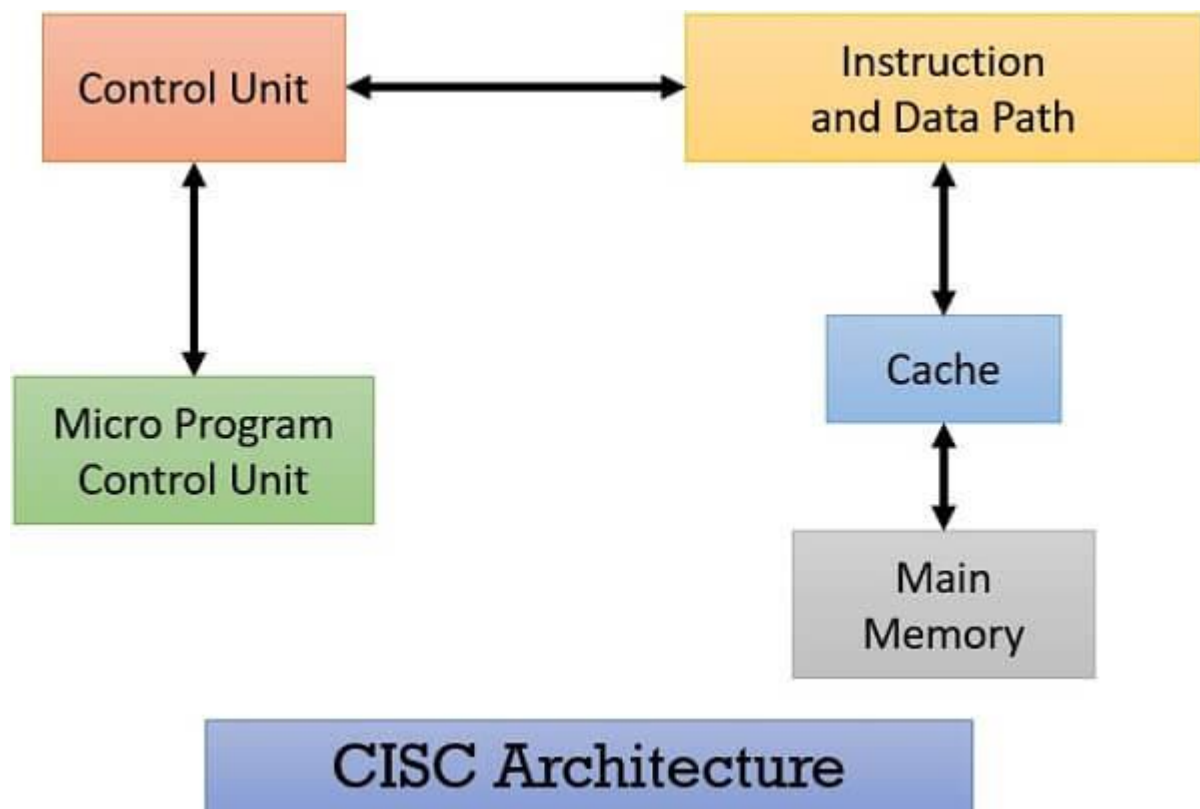 Control Unit
Instruction
and Data Path
Cache
Micro Program
Control Unit
Main
Memory
CISC Architecture